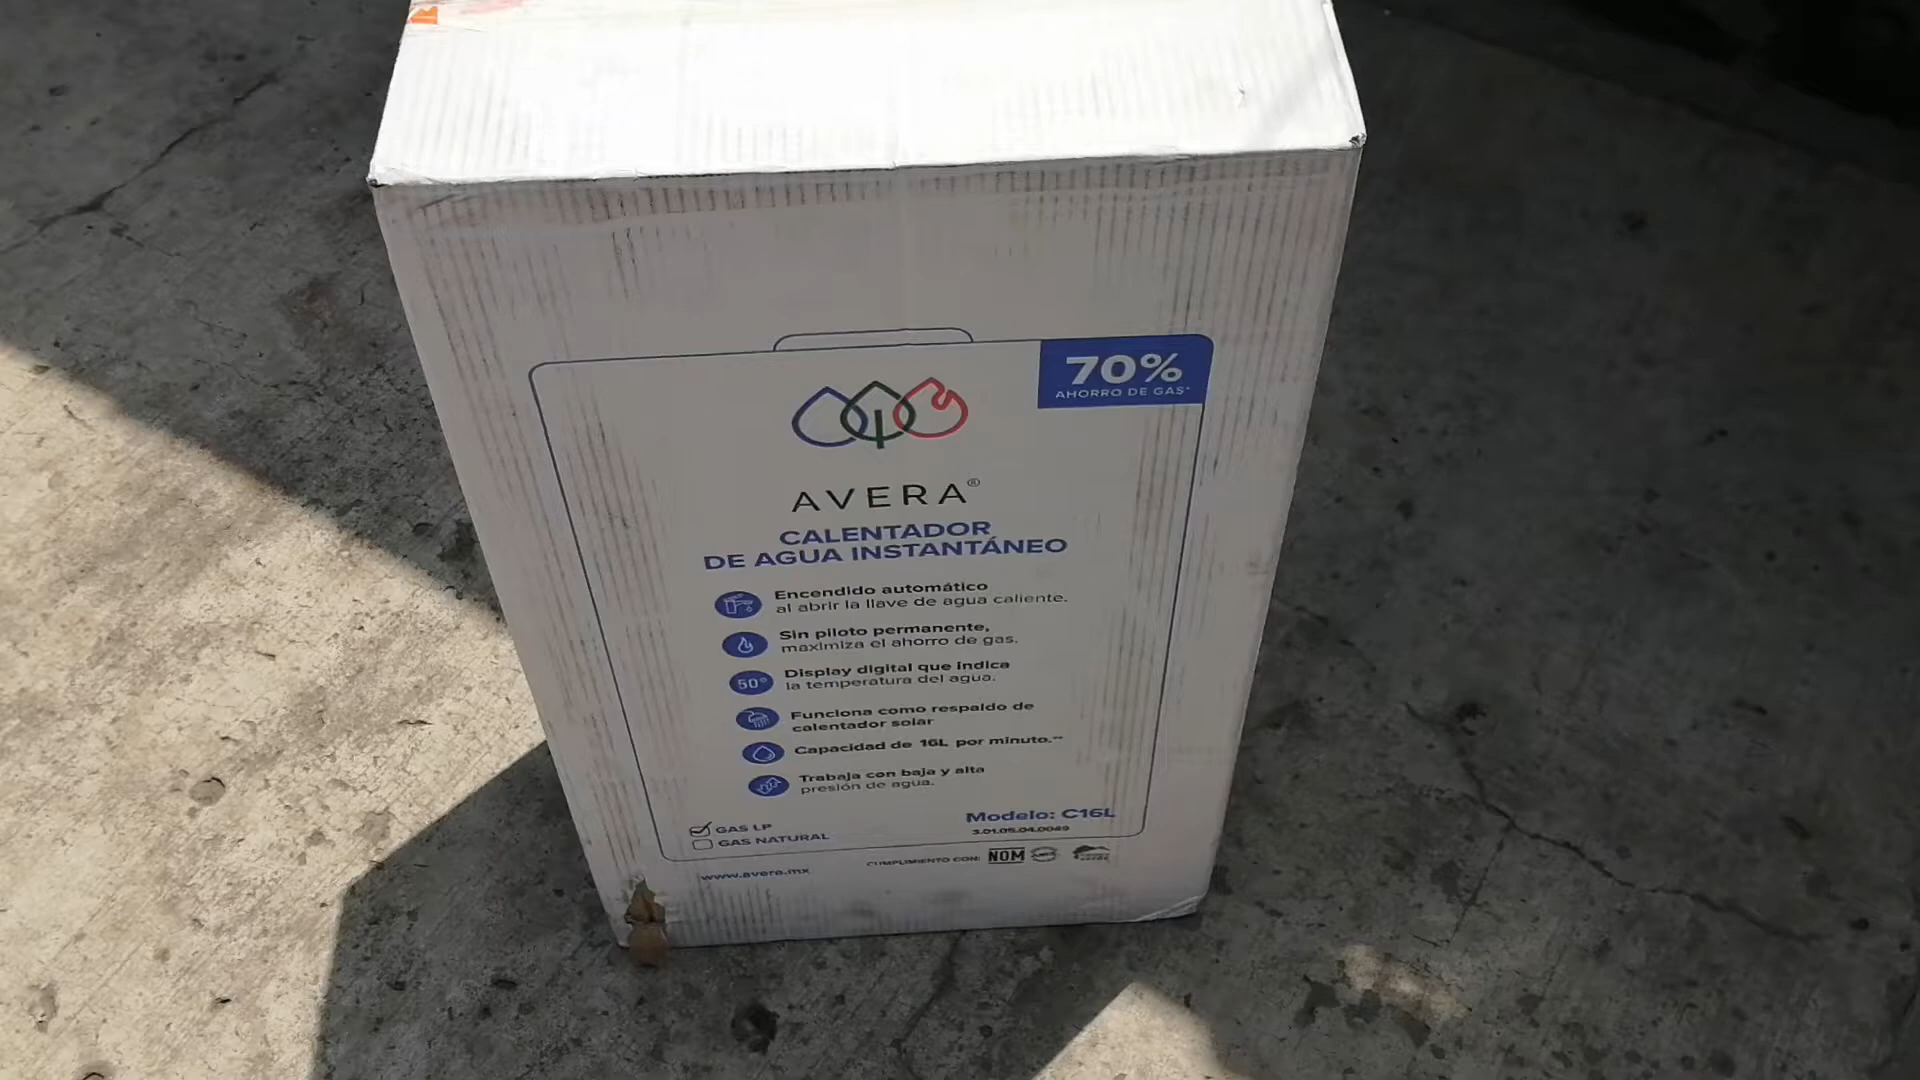 70%
AHORRO DE GAS*
AVERA®
CALENTADOR
DE AGUA INSTANTÁNEO
Encendido automático
al abrir la llave de agua caliente.
Sin piloto permanente,
maximiza el ahorro de gas.
50°
Display digital que indica
la temperatura del agua.
Funciona como respaldo de
calentador solar
Capacidad de 16L por minuto.**
Trabaja con baja y alta
presión de agua.
GAS LP
GAS NATURAL
Modelo: C16L
3.01.05.04.0049
CUMPLIMIENTO CON: NOM
www.avera.mx